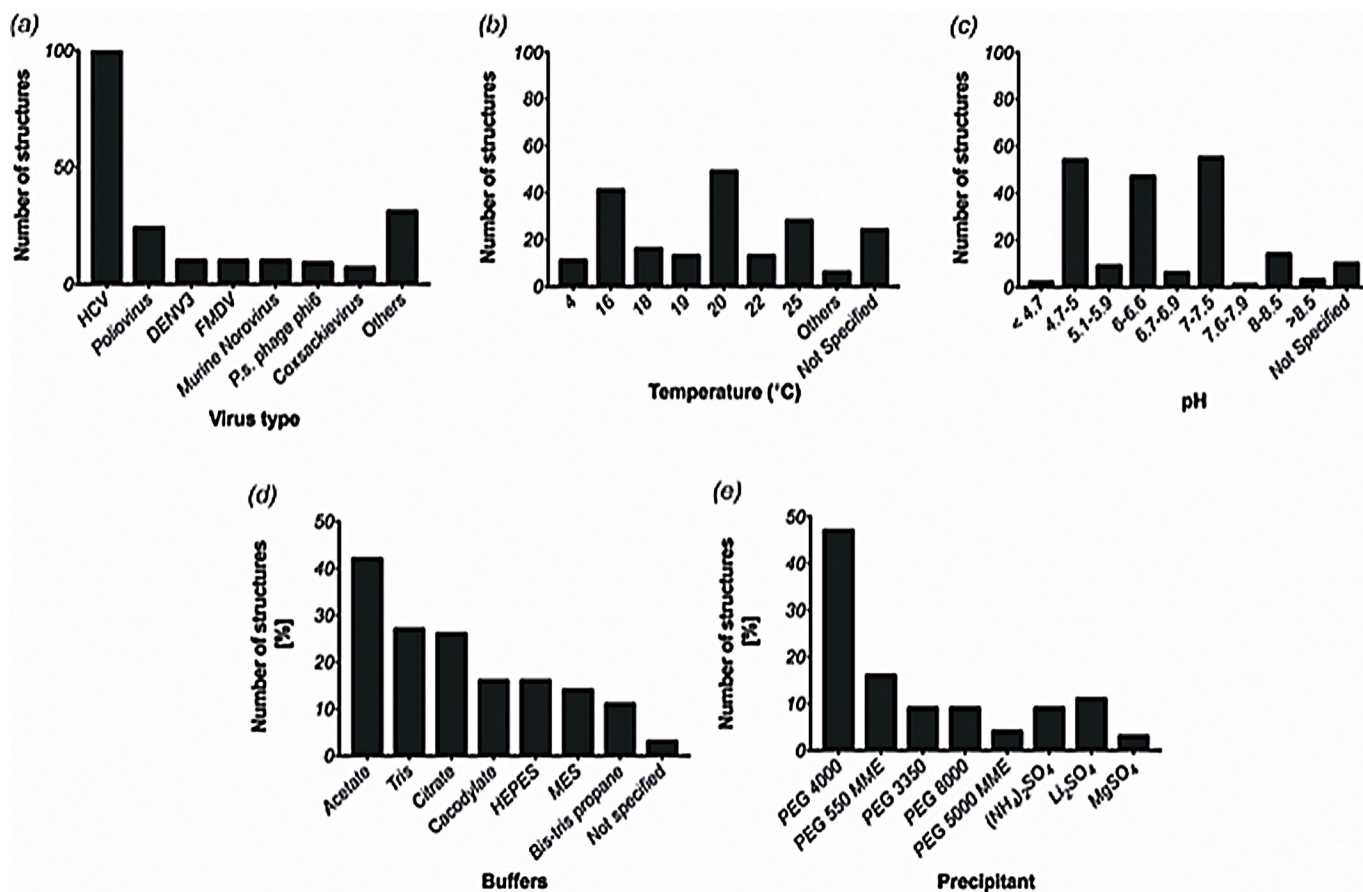 (a)
Number of structures
100
50
0
HCV
Poliovirus
DENV3
FMDV
Murine Norovirus
P.s. phage phi6
Coxsackievirus
Others
Virus type
(b)
Number of structures
100
80
60
40
20
0
4
16
18
19
20
22
25
Others
Not Specified
Temperature (°C)
(c)
Number of structures
100
80
60
40
20
0
< 4.7
4.7-5
5.1-5.9
6-6.6
6.7-6.9
7-7.5
7.6-7.9
8-8.5
>8.5
Not Specified
pH
(d)
Number of structures
[%]
50
40
30
20
10
0
Acetate
Tris
Citrate
Cacodylate
HEPES
MES
Bis-tris propane
Not specified
Buffers
(e)
Number of structures
[%]
50
40
30
20
10
0
PEG 4000
PEG 550 MME
PEG 3350
PEG 8000
PEG 5000 MME
(NH₄)₂SO₄
Li₂SO₄
MgSO₄
Precipitant